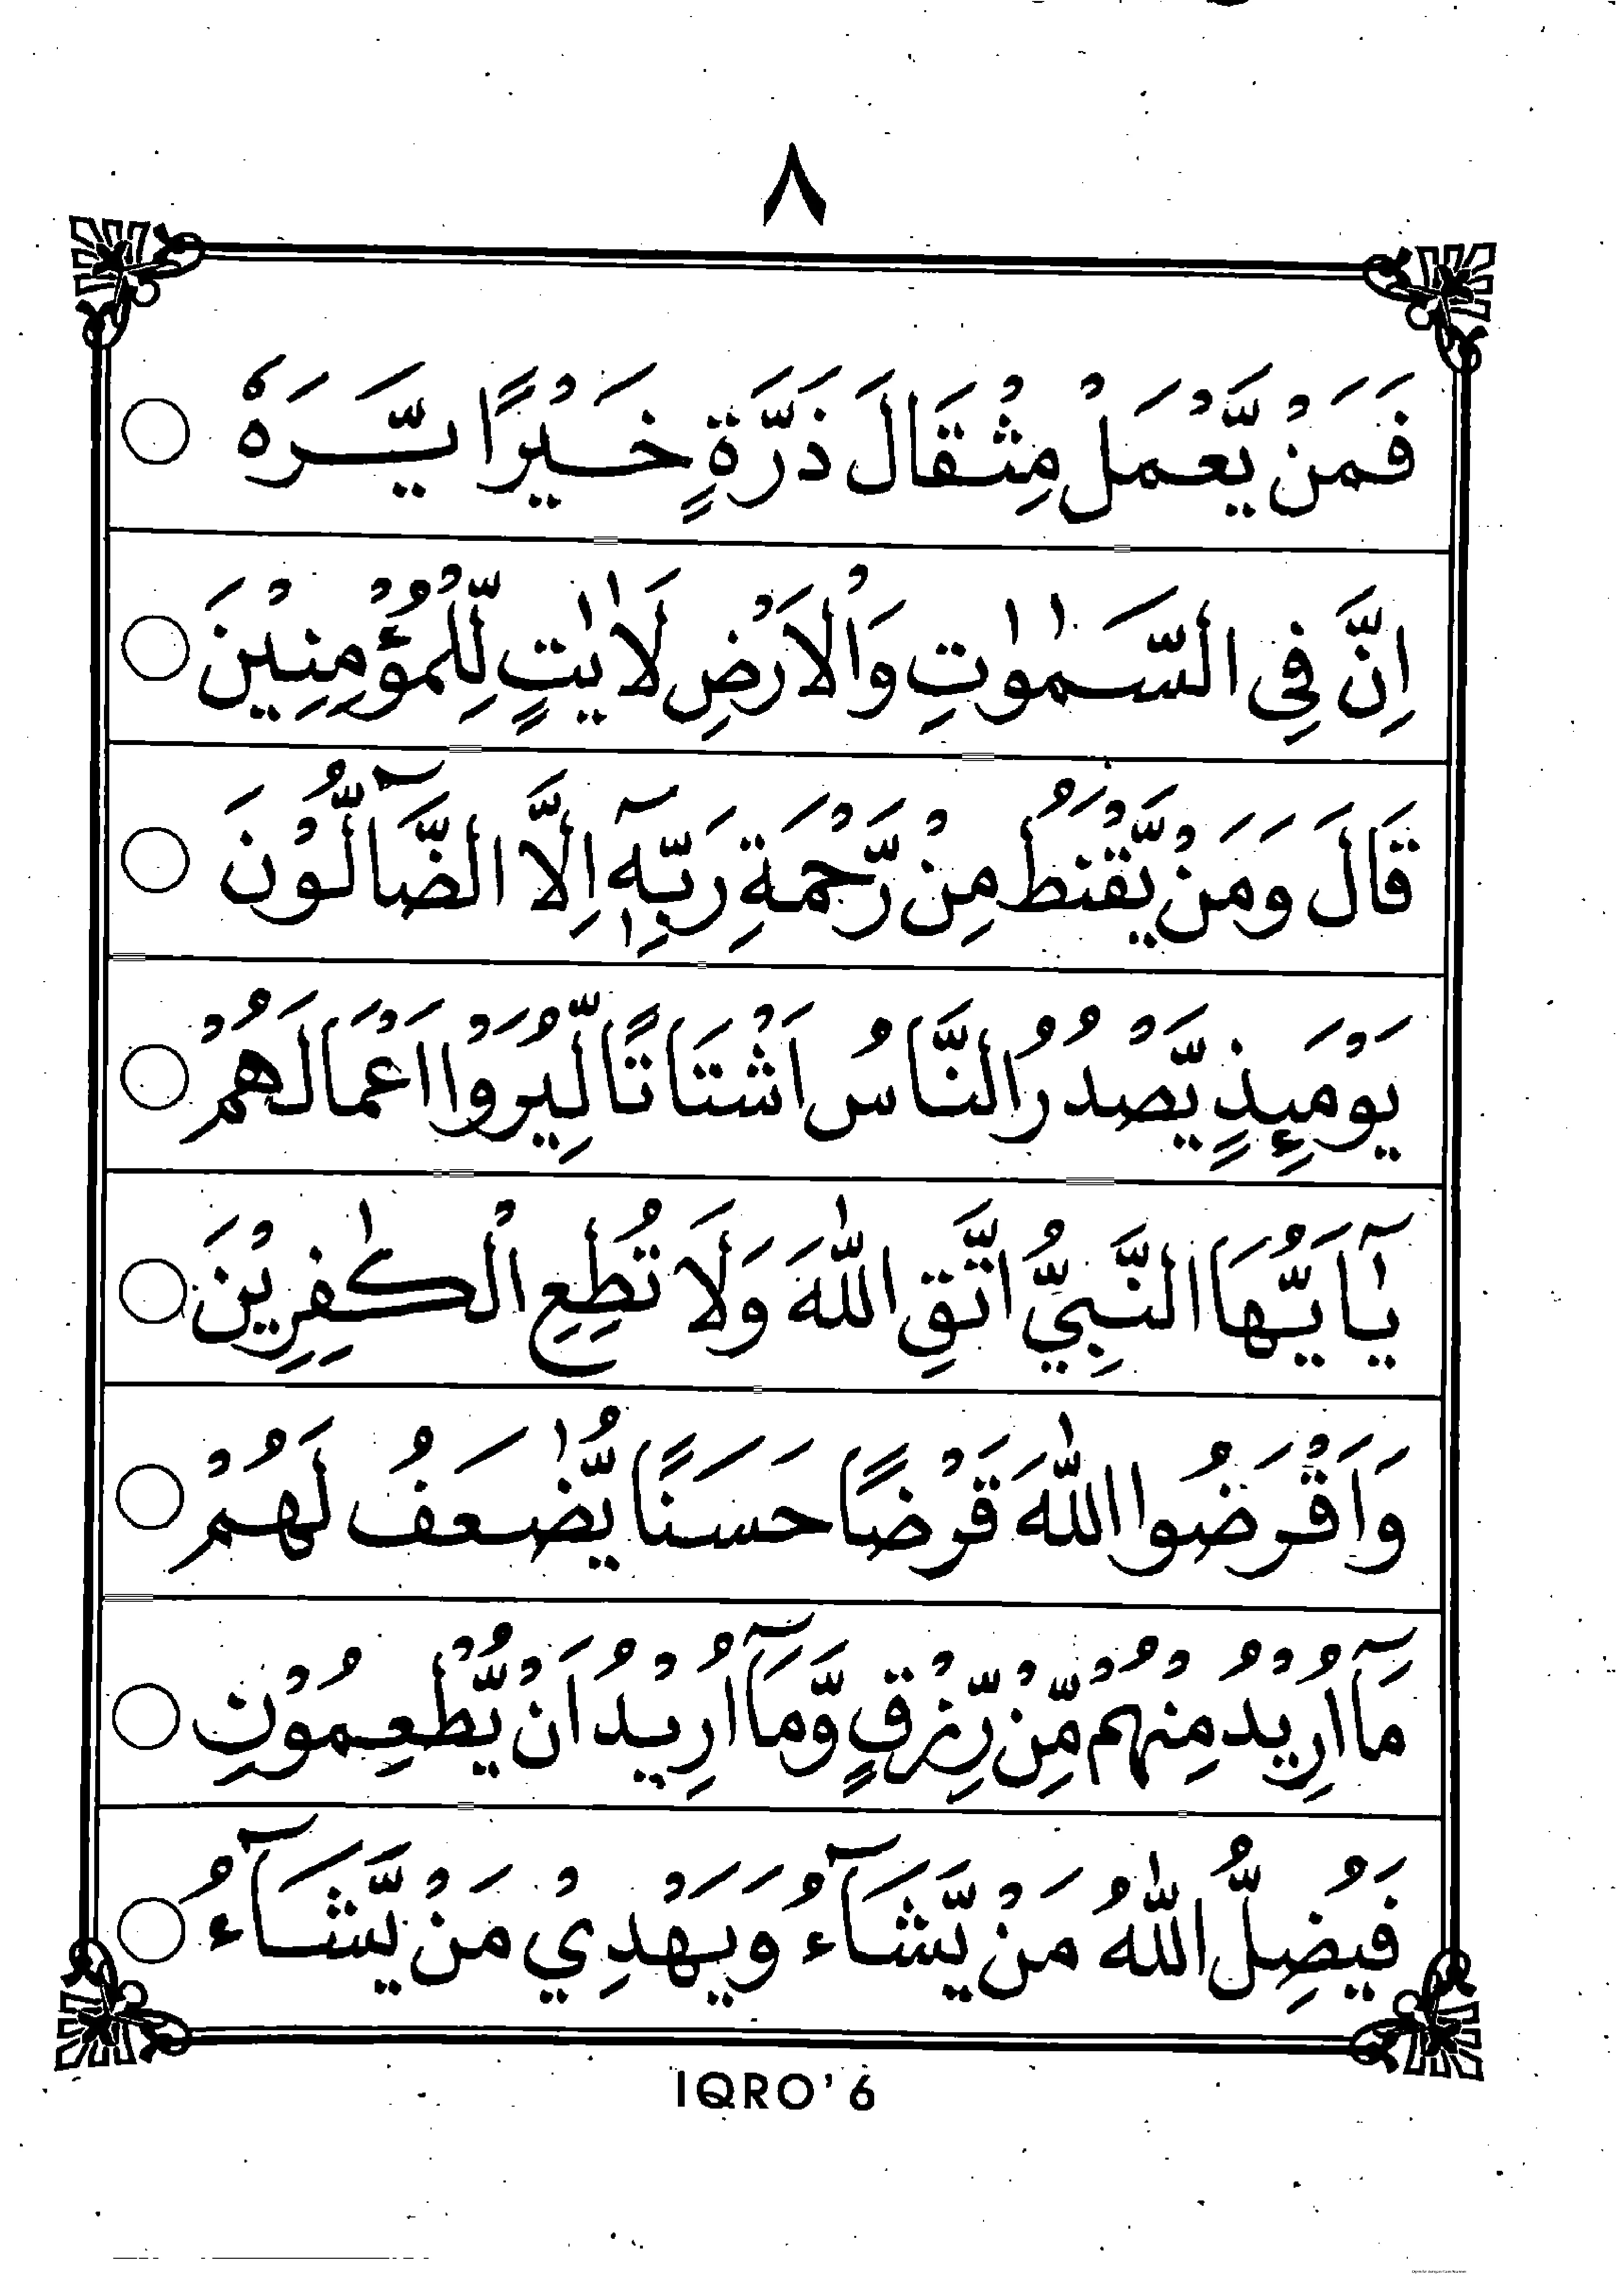 ٨
فَمَنْ يَّعْمَلْ مِثْقَالَ ذَرَّةٍ خَيْرًا يَّرَهٗ
اِنَّ فِى السَّمٰوٰتِ وَالْاَرْضِ لَاٰيٰتٍ لِّلْمُؤْمِنِيْنَ
قَالَ وَمَنْ يَّقْنَطُ مِنْ رَّحْمَةِ رَبِّهٖٓ اِلَّا الضَّآلُّوْنَ
يَوْمَىِٕذٍ يَّصْدُرُ النَّاسُ اَشْتَاتًا لِّيُرَوْا اَعْمَالَهُمْ
يٰٓاَيُّهَا النَّبِيُّ اتَّقِ اللّٰهَ وَلَا تُطِعِ الْكٰفِرِيْنَ
وَاَقْرَضُوا اللّٰهَ قَرْضًا حَسَنًا يُّضٰعَفُ لَهُمْ
مَآ اُرِيْدُ مِنْهُمْ مِّنْ رِّزْقٍ وَّمَآ اُرِيْدُ اَنْ يُّطْعِمُوْنِ
فَيُضِلُّ اللّٰهُ مَنْ يَّشَآءُ وَيَهْدِيْ مَنْ يَّشَآءُ
IQRO' 6